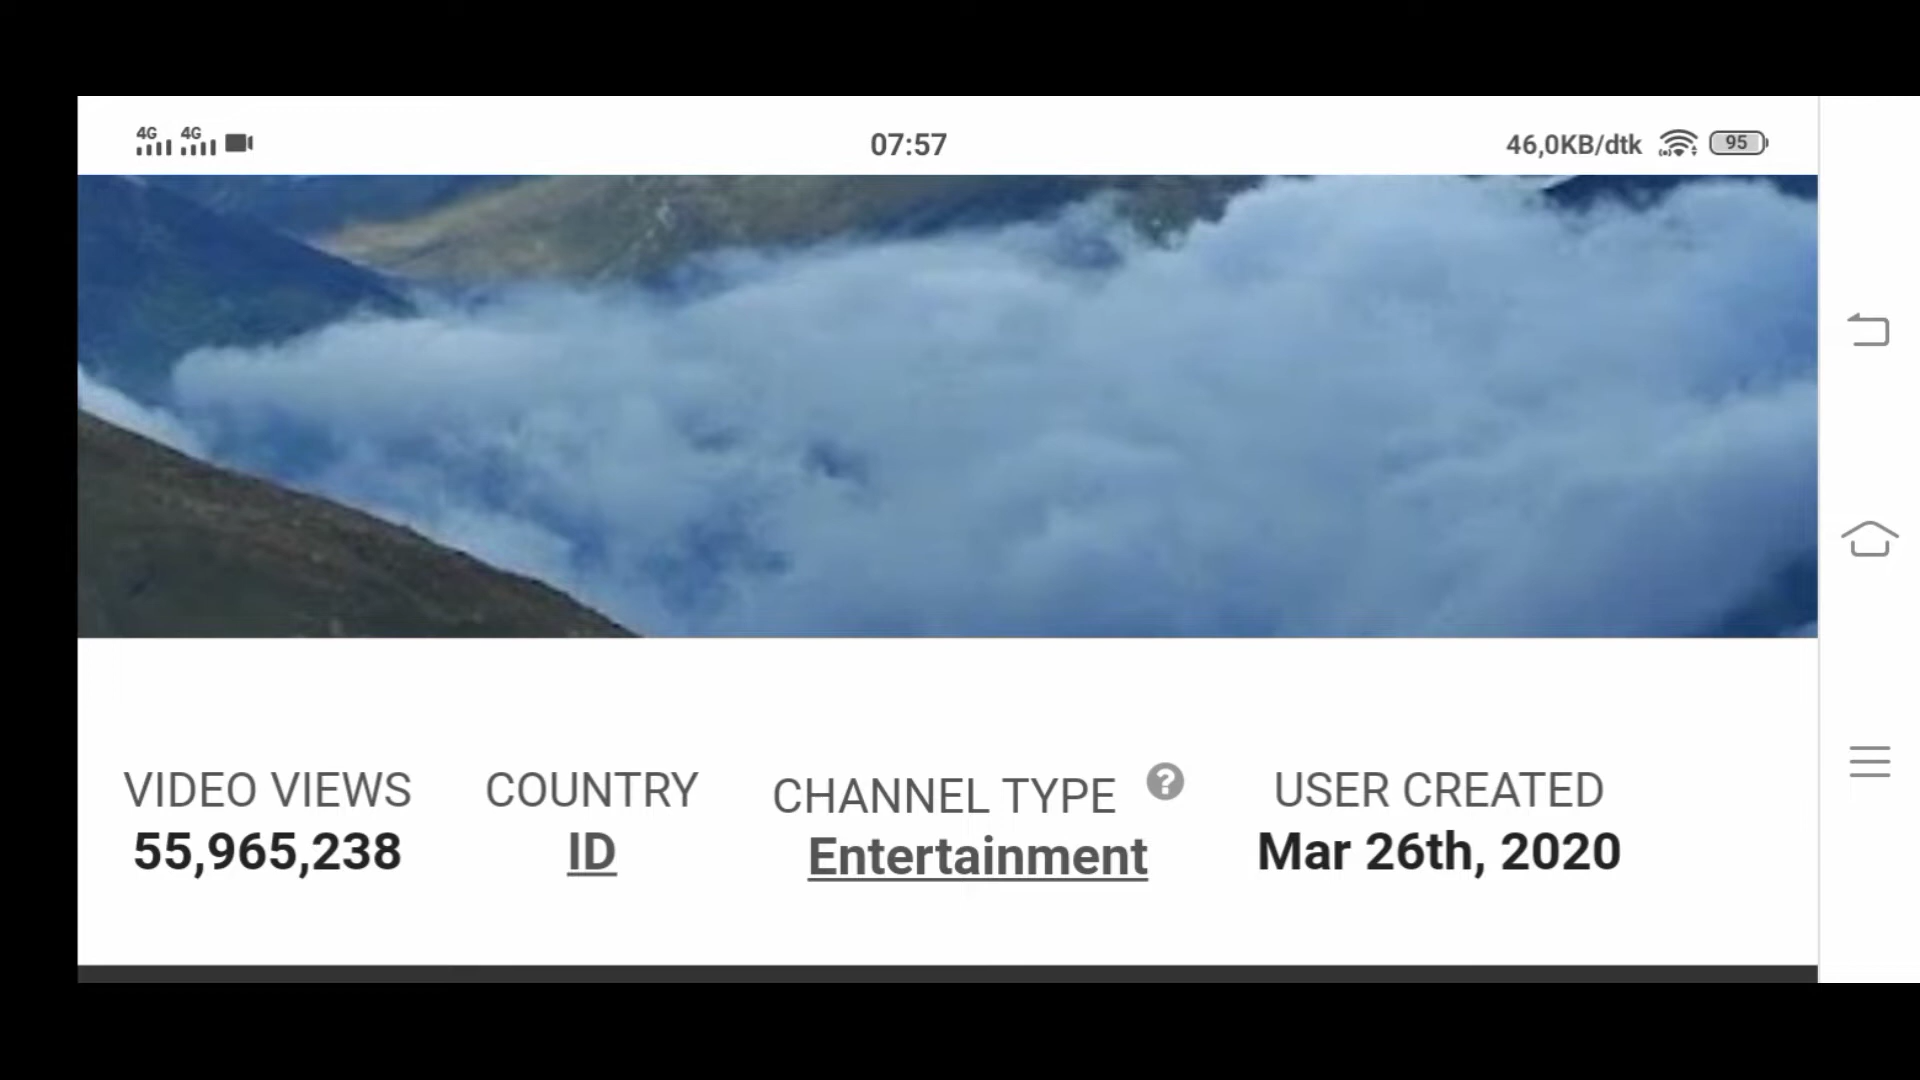 4G 4G 07:57 46,0KB/dtk 95
VIDEO VIEWS COUNTRY CHANNEL TYPE ? USER CREATED
55,965,238 ID Entertainment Mar 26th, 2020